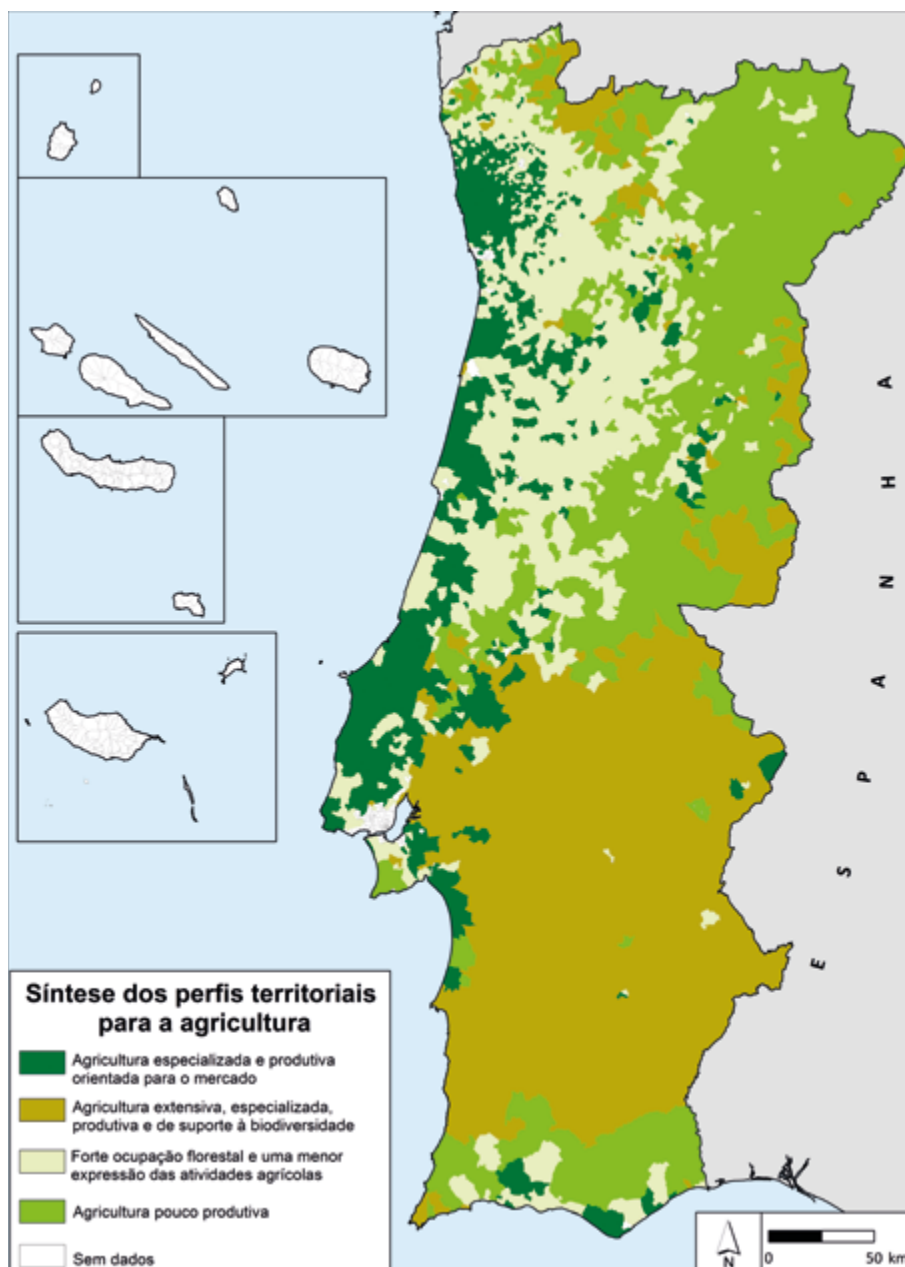 ESPANHA
Síntese dos perfis territoriais
para a agricultura
Agricultura especializada e produtiva
orientada para o mercado
Agricultura extensiva, especializada,
produtiva e de suporte à biodiversidade
Forte ocupação florestal e uma menor
expressão das atividades agrícolas
Agricultura pouco produtiva
Sem dados
N
0 50 km